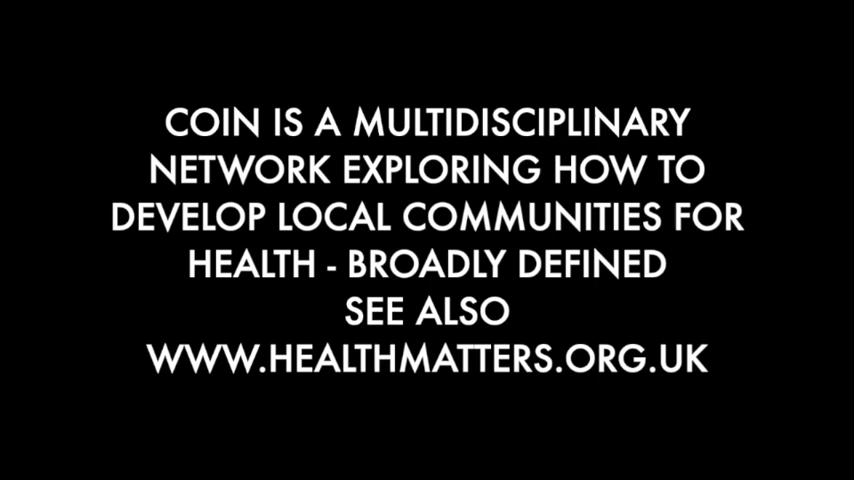 COIN IS A MULTIDISCIPLINARY
NETWORK EXPLORING HOW TO
DEVELOP LOCAL COMMUNITIES FOR
HEALTH - BROADLY DEFINED
SEE ALSO
WWW.HEALTHMATTERS.ORG.UK